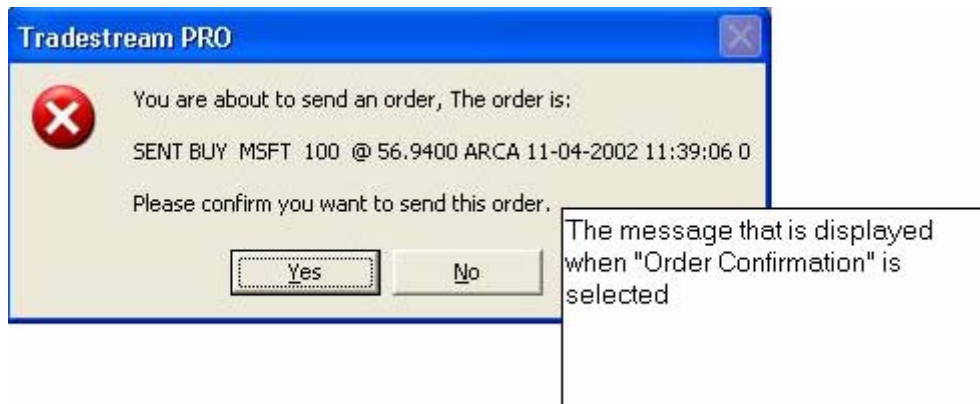 Tradestream PRO
You are about to send an order, The order is:
SENT BUY MSFT 100 @ 56.9400 ARCA 11-04-2002 11:39:06 0
Please confirm you want to send this order.
Yes
No
The message that is displayed
when "Order Confirmation" is
selected